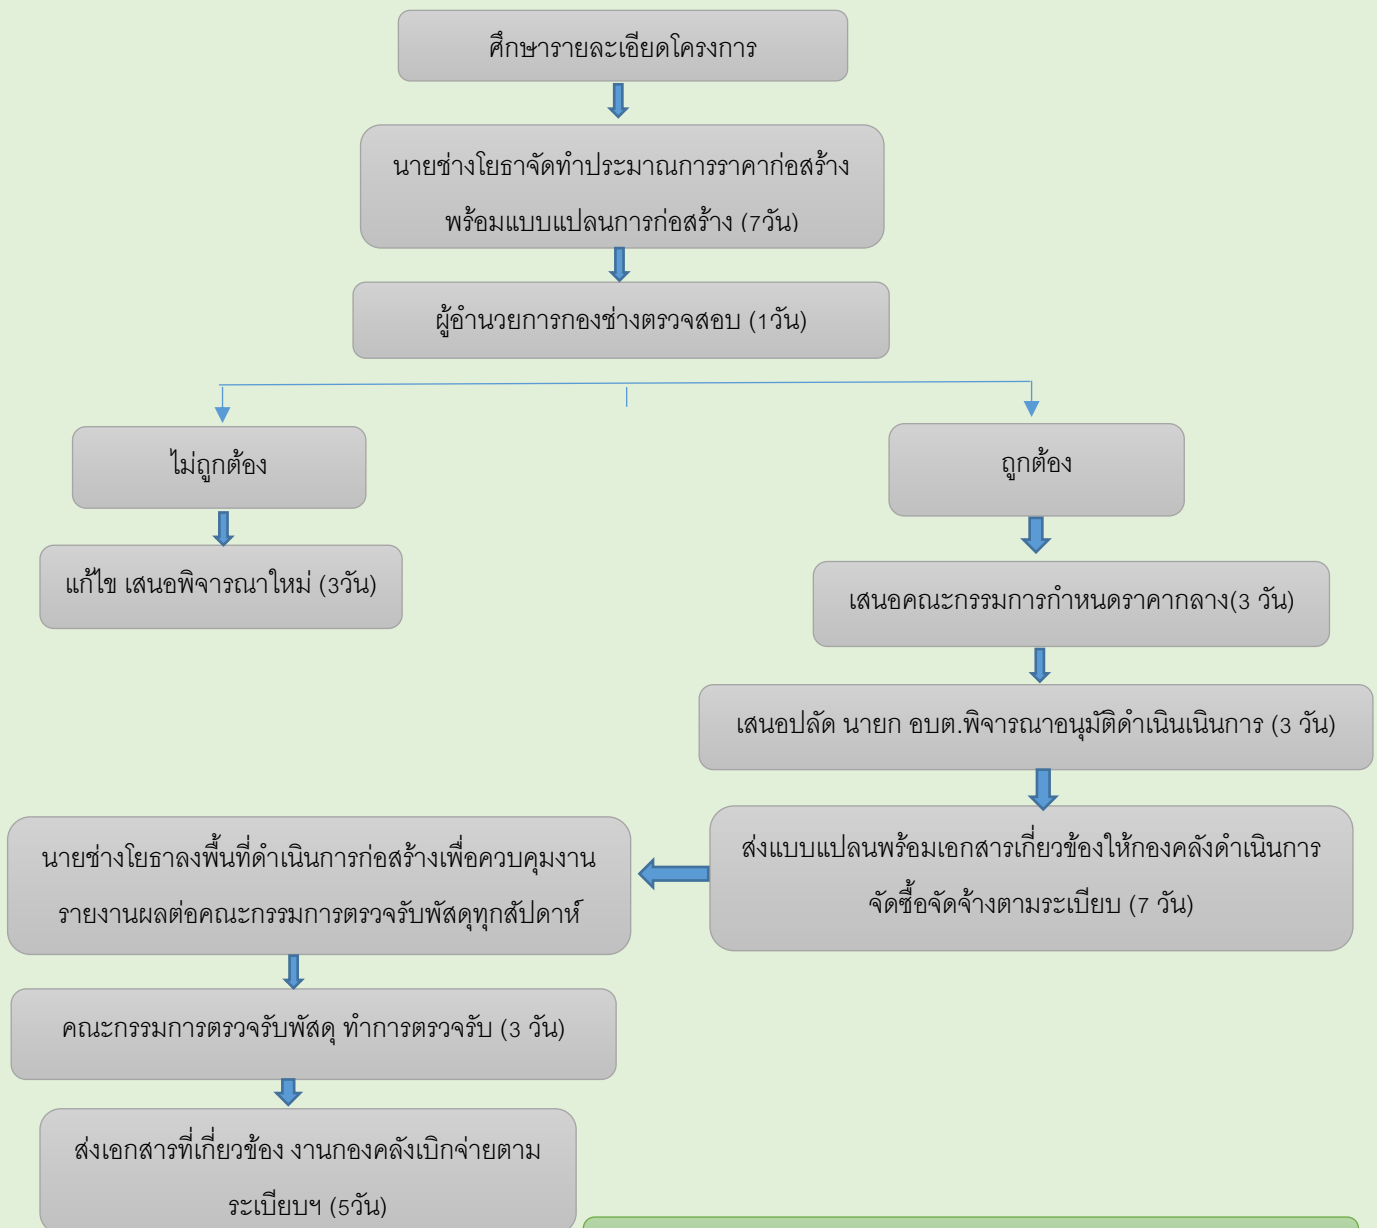 ศึกษารายละเอียดโครงการ
นายช่างโยธาจัดทำประมาณการราคาก่อสร้าง
พร้อมแบบแปลนการก่อสร้าง (7วัน)
ผู้อำนวยการกองช่างตรวจสอบ (1วัน)
ไม่ถูกต้อง
ถูกต้อง
แก้ไข เสนอพิจารณาใหม่ (3วัน)
เสนอคณะกรรมการกำหนดราคากลาง(3 วัน)
เสนอปลัด นายก อบต.พิจารณาอนุมัติดำเนินเนินการ (3 วัน)
ส่งแบบแปลนพร้อมเอกสารเกี่ยวข้องให้กองคลังดำเนินการ
จัดซื้อจัดจ้างตามระเบียบ (7 วัน)
นายช่างโยธาลงพื้นที่ดำเนินการก่อสร้างเพื่อควบคุมงาน
รายงานผลต่อคณะกรรมการตรวจรับพัสดุทุกสัปดาห์
คณะกรรมการตรวจรับพัสดุ ทำการตรวจรับ (3 วัน)
ส่งเอกสารที่เกี่ยวข้อง งานกองคลังเบิกจ่ายตาม
ระเบียบฯ (5วัน)